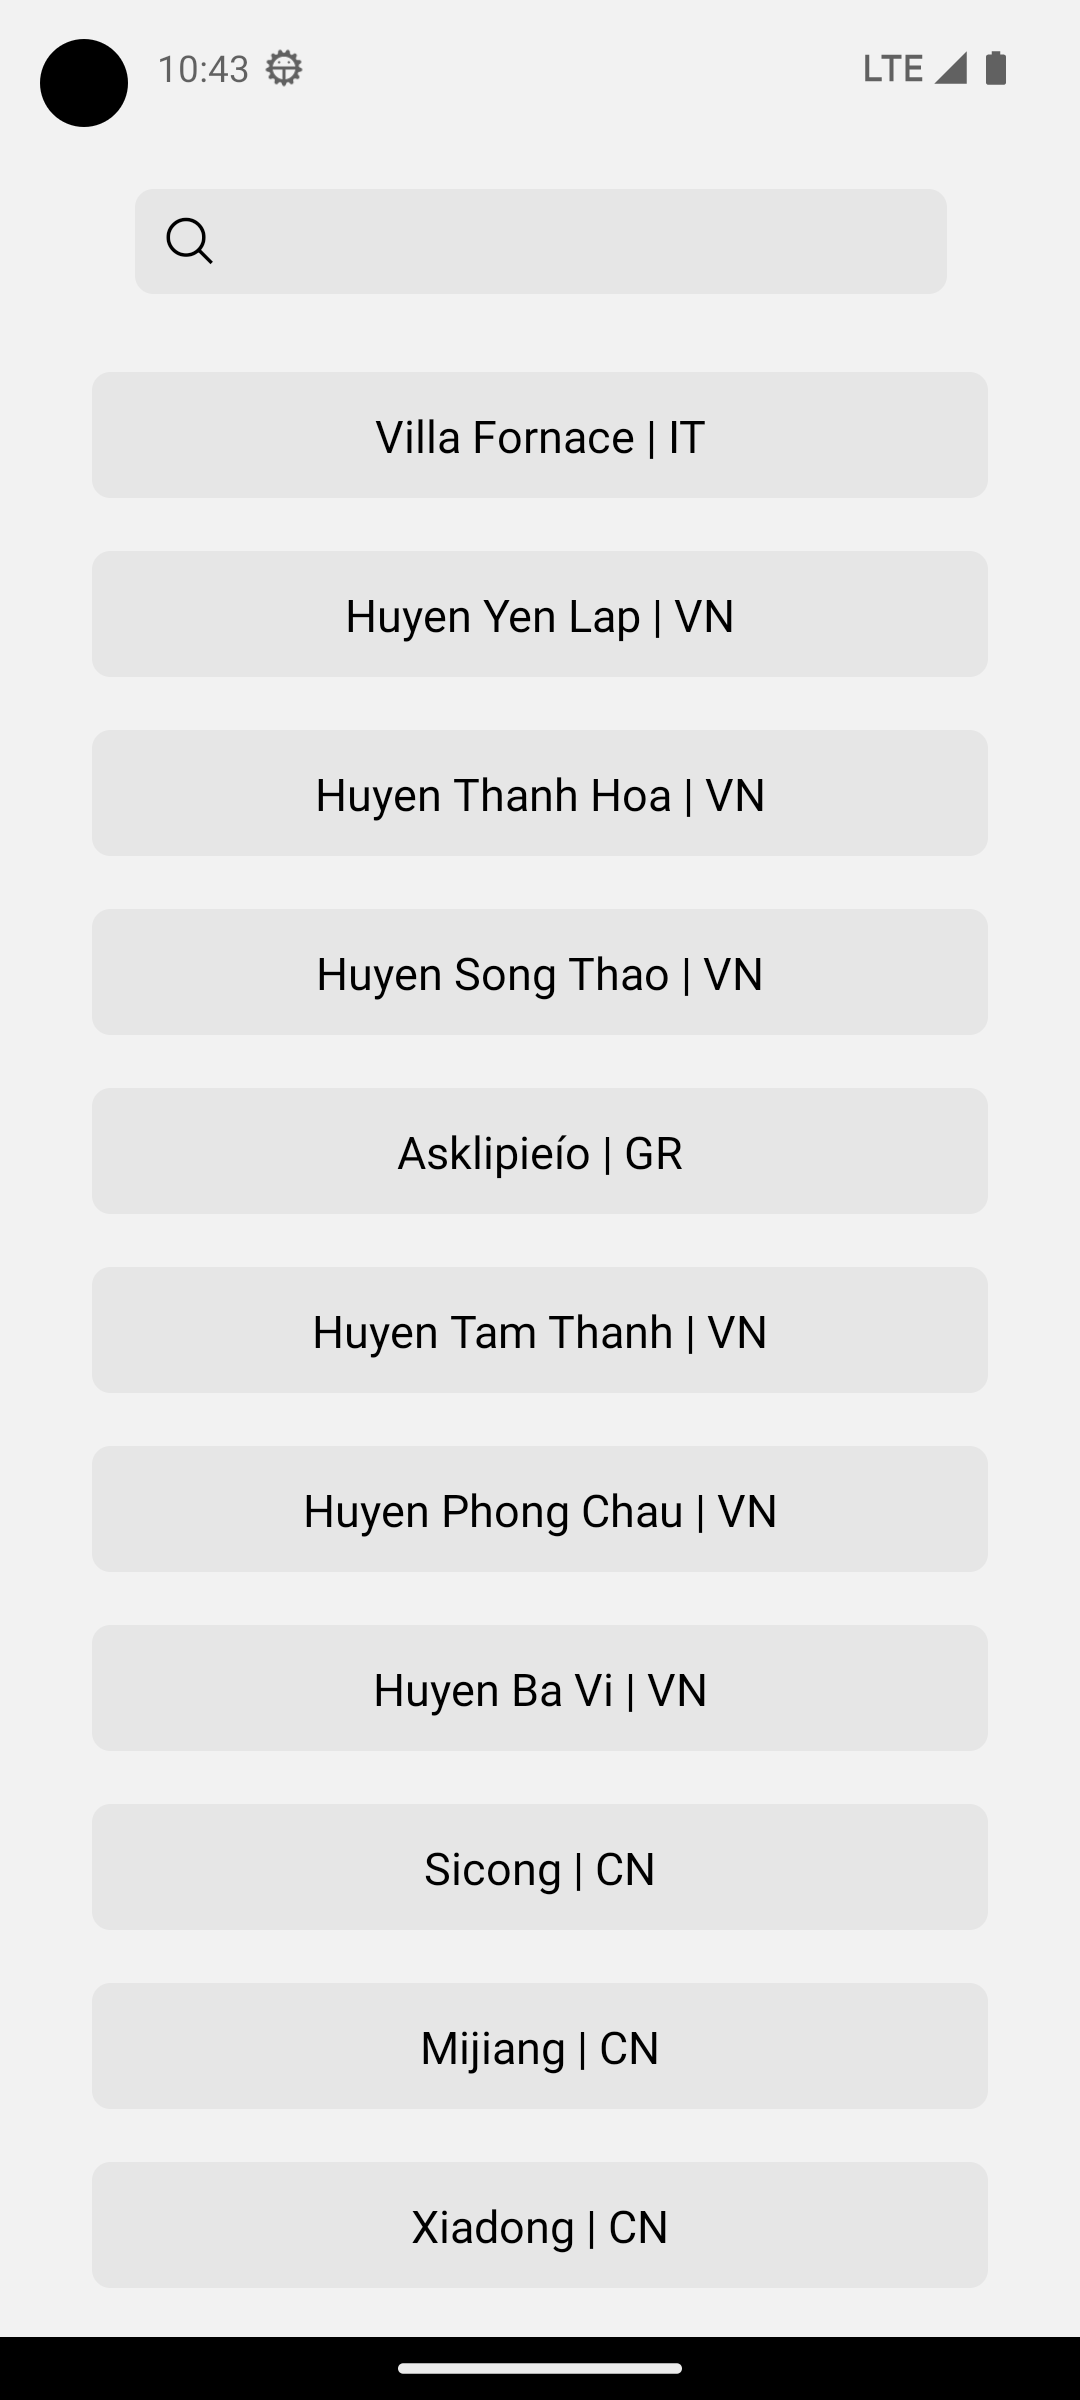 10:43 LTE
Villa Fornace | IT
Huyen Yen Lap | VN
Huyen Thanh Hoa | VN
Huyen Song Thao | VN
Asklipieío | GR
Huyen Tam Thanh | VN
Huyen Phong Chau | VN
Huyen Ba Vi | VN
Sicong | CN
Mijiang | CN
Xiadong | CN